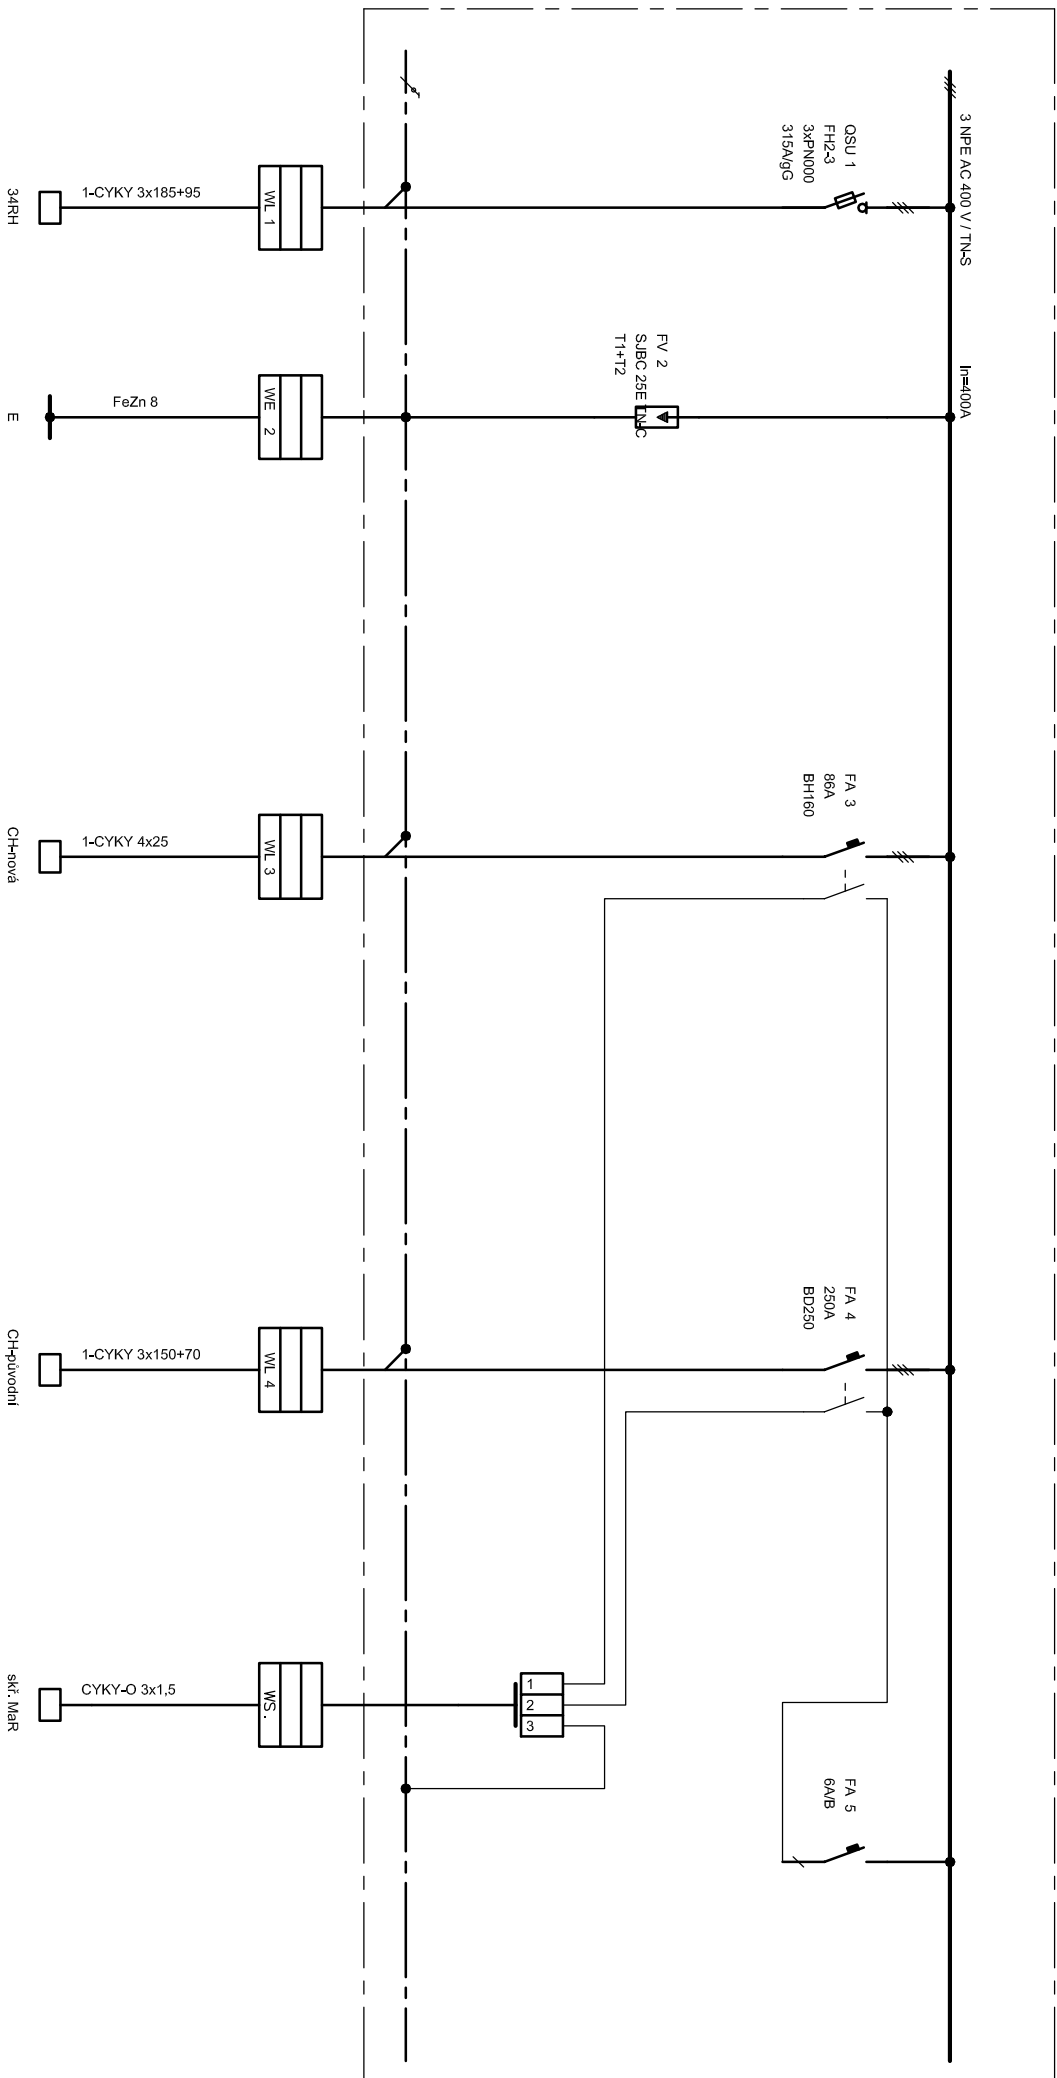 3 NPE AC 400 V / TN-S
In=400A
QSU 1
FH2-3
3xPN000
315A/gG
FV 2
SJBC 25E TN-C
T1+T2
FA 3
86A
BH160
FA 4
250A
BD250
FA 5
6A/B
1
2
3
WL 1
WE 2
WL 3
WL 4
WS.
1-CYKY 3x185+95
FeZn 8
1-CYKY 4x25
1-CYKY 3x150+70
CYKY-O 3x1,5
34RH
E
CH-nová
CH-původní
skř. MaR